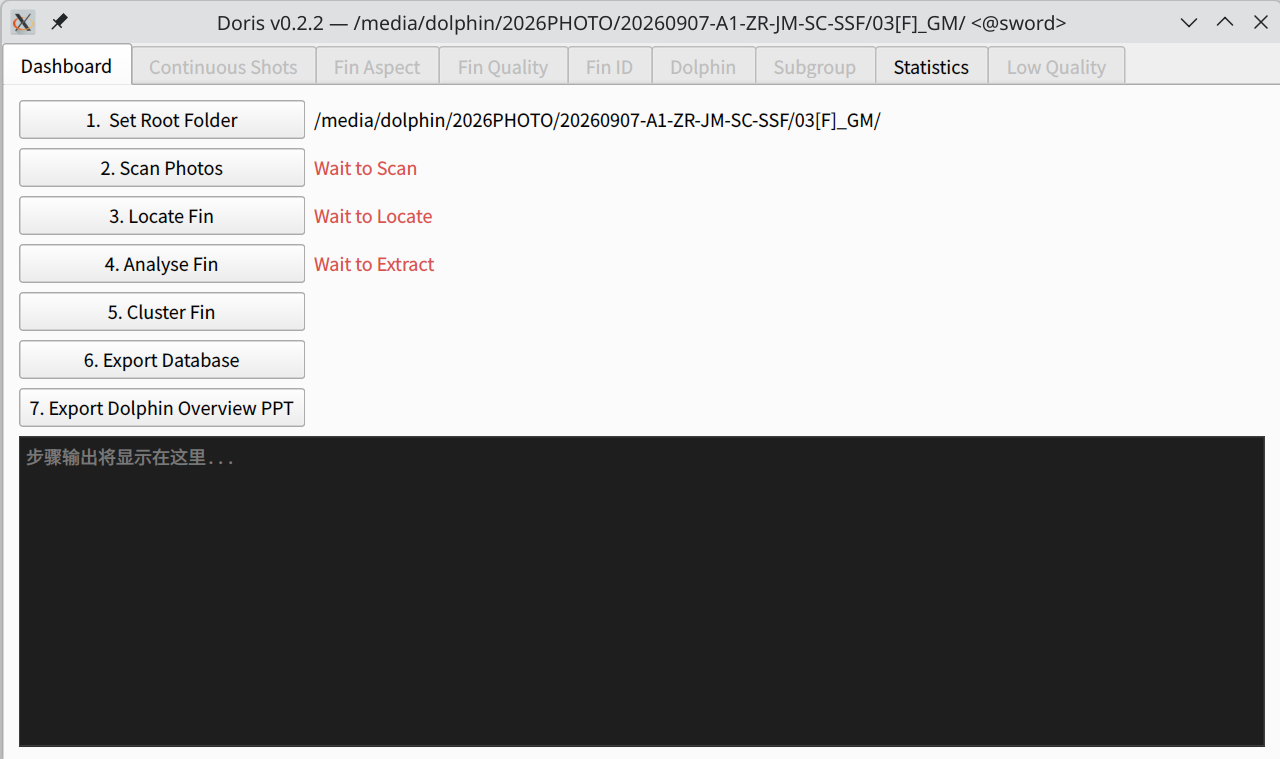 Doris v0.2.2 — /media/dolphin/2026PHOTO/20260907-A1-ZR-JM-SC-SSF/03[F]_GM/ <@sword>
Dashboard Continuous Shots Fin Aspect Fin Quality Fin ID Dolphin Subgroup Statistics Low Quality
1. Set Root Folder /media/dolphin/2026PHOTO/20260907-A1-ZR-JM-SC-SSF/03[F]_GM/
2. Scan Photos Wait to Scan
3. Locate Fin Wait to Locate
4. Analyse Fin Wait to Extract
5. Cluster Fin
6. Export Database
7. Export Dolphin Overview PPT
步骤输出将显示在这里...